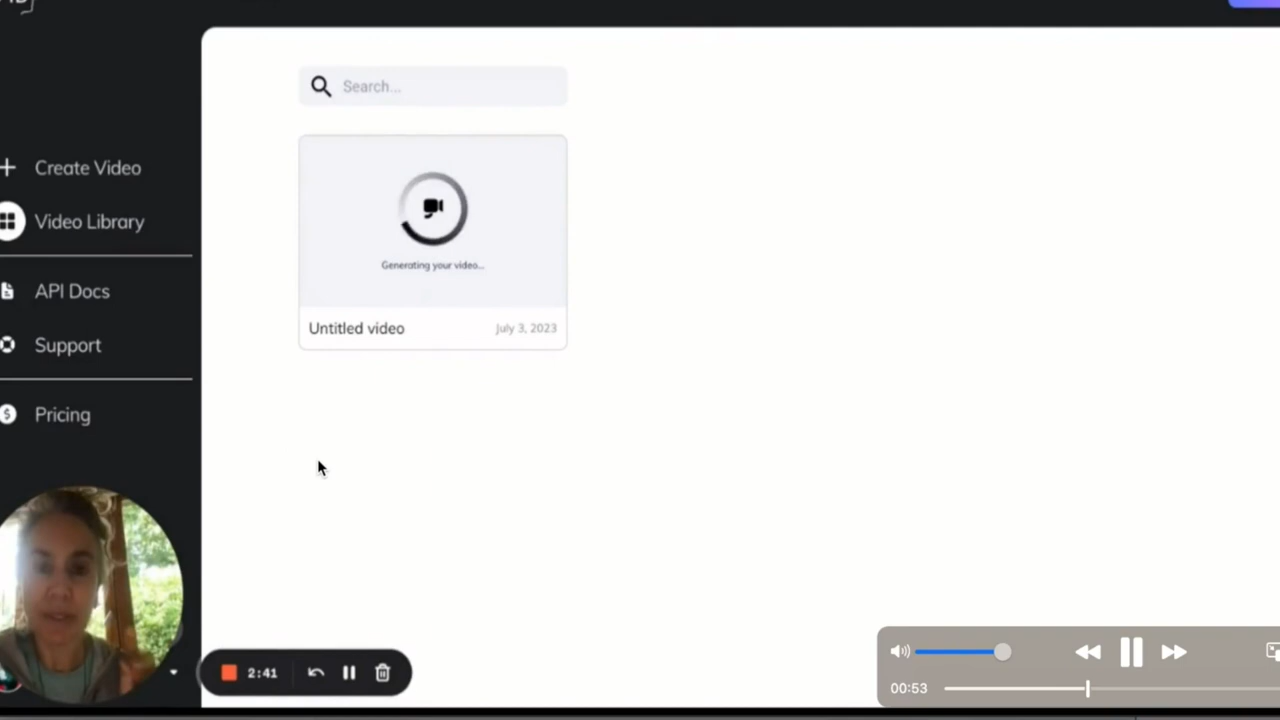 Search...
Create Video
Video Library
Generating your video...
API Docs
Untitled video
July 3, 2023
Support
Pricing
2:41
00:53